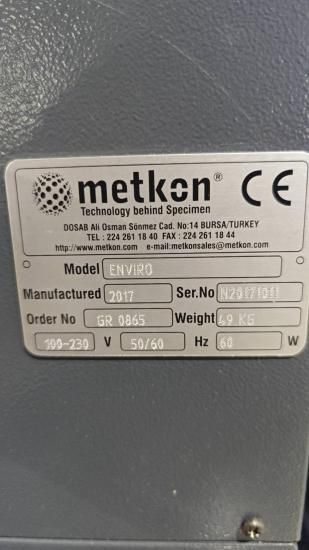 metkon®
CE
Technology behind Specimen
DOSAB Ali Osman Sönmez Cad. No:14 BURSA/TURKEY
TEL : 224 261 18 40 FAX : 224 261 18 44
http://www.metkon.com e-mail:metkonsales@metkon.com
Model ENVIRO
Manufactured 2017 Ser.No
Order No GR 0865 Weight 49 KG
100-230 V 50/60 Hz 60 W